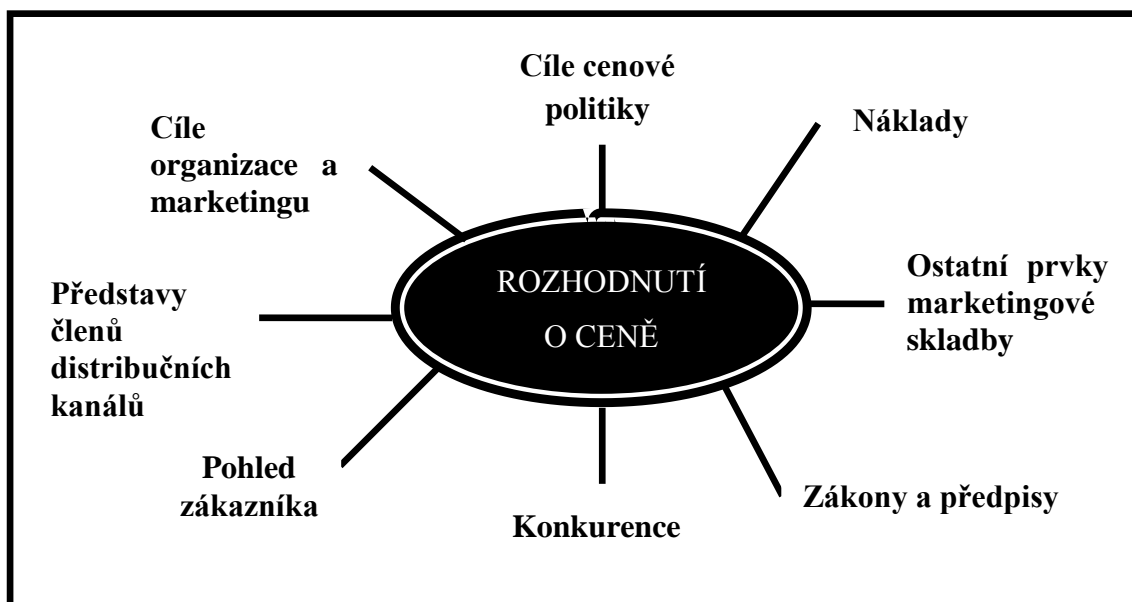 Cíle cenové
politiky
Náklady
Cíle
organizace a
marketingu
ROZHODNUTÍ
O CENĚ
Ostatní prvky
marketingové
skladby
Představy
členů
distribučních
kanálů
Pohled
zákazníka
Konkurence
Zákony a předpisy